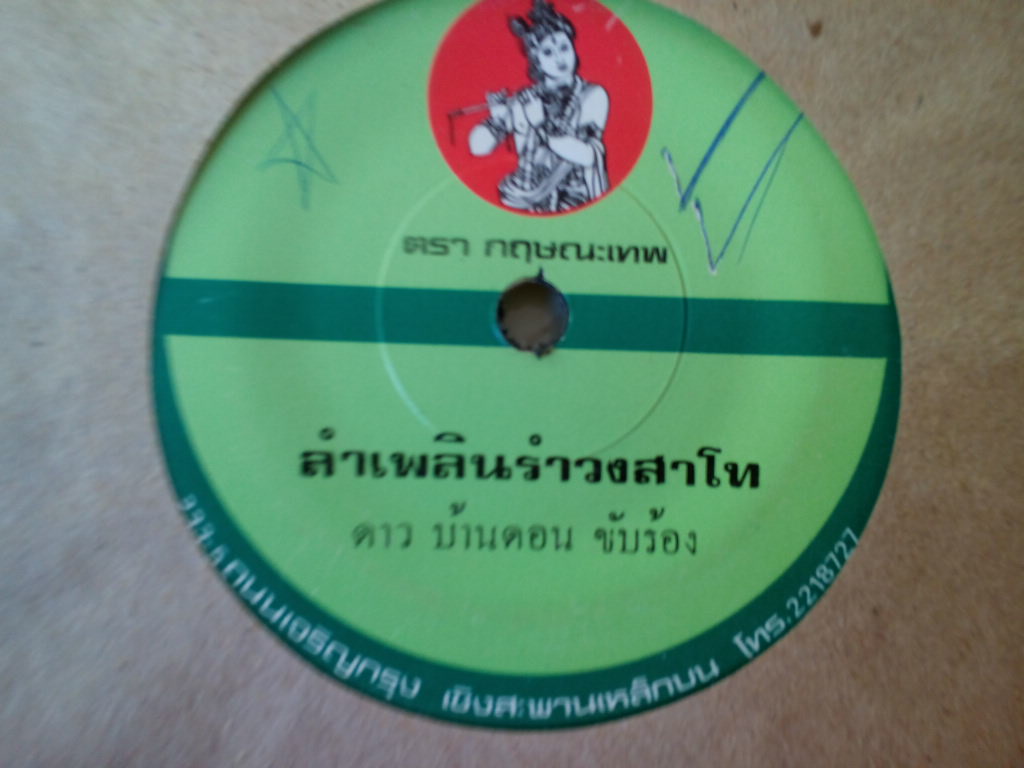 ตรา กฤษณะเทพ
ลำเพลินรำวงสาโท
ดาว บ้านดอน ขับร้อง
ถนนเจริญกรุง เชิงสะพานเหล็กบน โทร.2218727